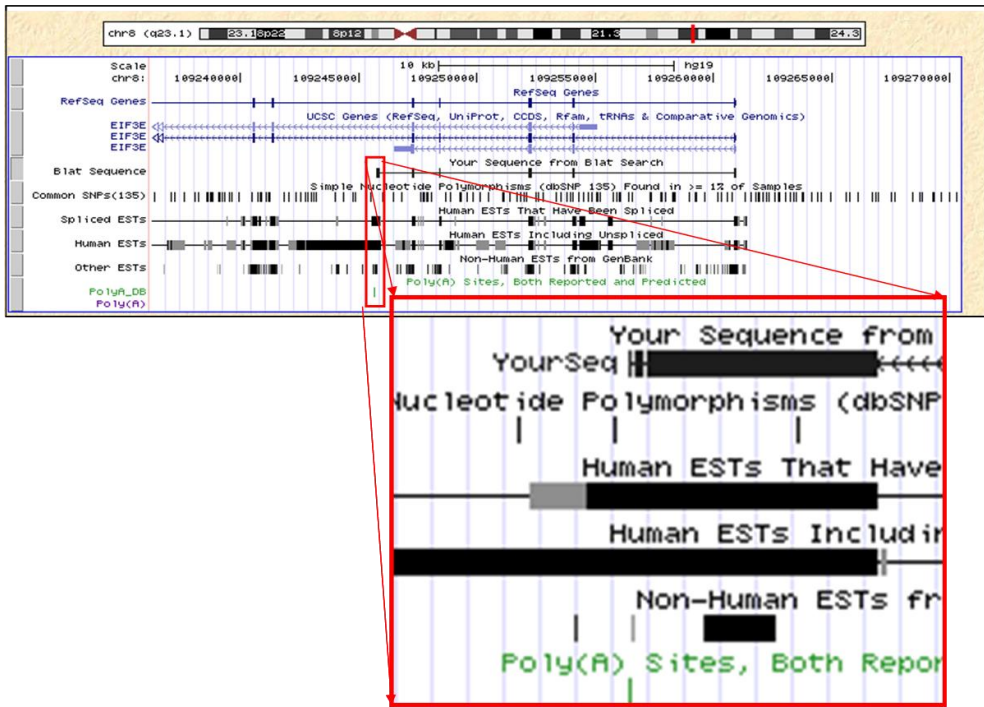 chr8 (q23.1) 23.1 8p22 8p12 21.3 24.3
Scale 10 kb hg19
chr8: 109240000 109245000 109250000 109255000 109260000 109265000 109270000
RefSeq Genes
RefSeq Genes
UCSC Genes (RefSeq, UniProt, CCDS, Rfam, tRNAs & Comparative Genomics)
EIF3E
EIF3E
EIF3E
Your Sequence from Blat Search
Blat Sequence
Simple Nucleotide Polymorphisms (dbSNP 135) Found in >= 1% of Samples
Common SNPs(135)
Human ESTs That Have Been Spliced
Spliced ESTs
Human ESTs Including Unspliced
Human ESTs
Non-Human ESTs from GenBank
Other ESTs
Poly(A) Sites, Both Reported and Predicted
PolyA_DB
Poly(A)
Your Sequence from
YourSeq
Nucleotide Polymorphisms (dbSNP
Human ESTs That Have
Human ESTs Includin
Non-Human ESTs fr
Poly(A) Sites, Both Repor